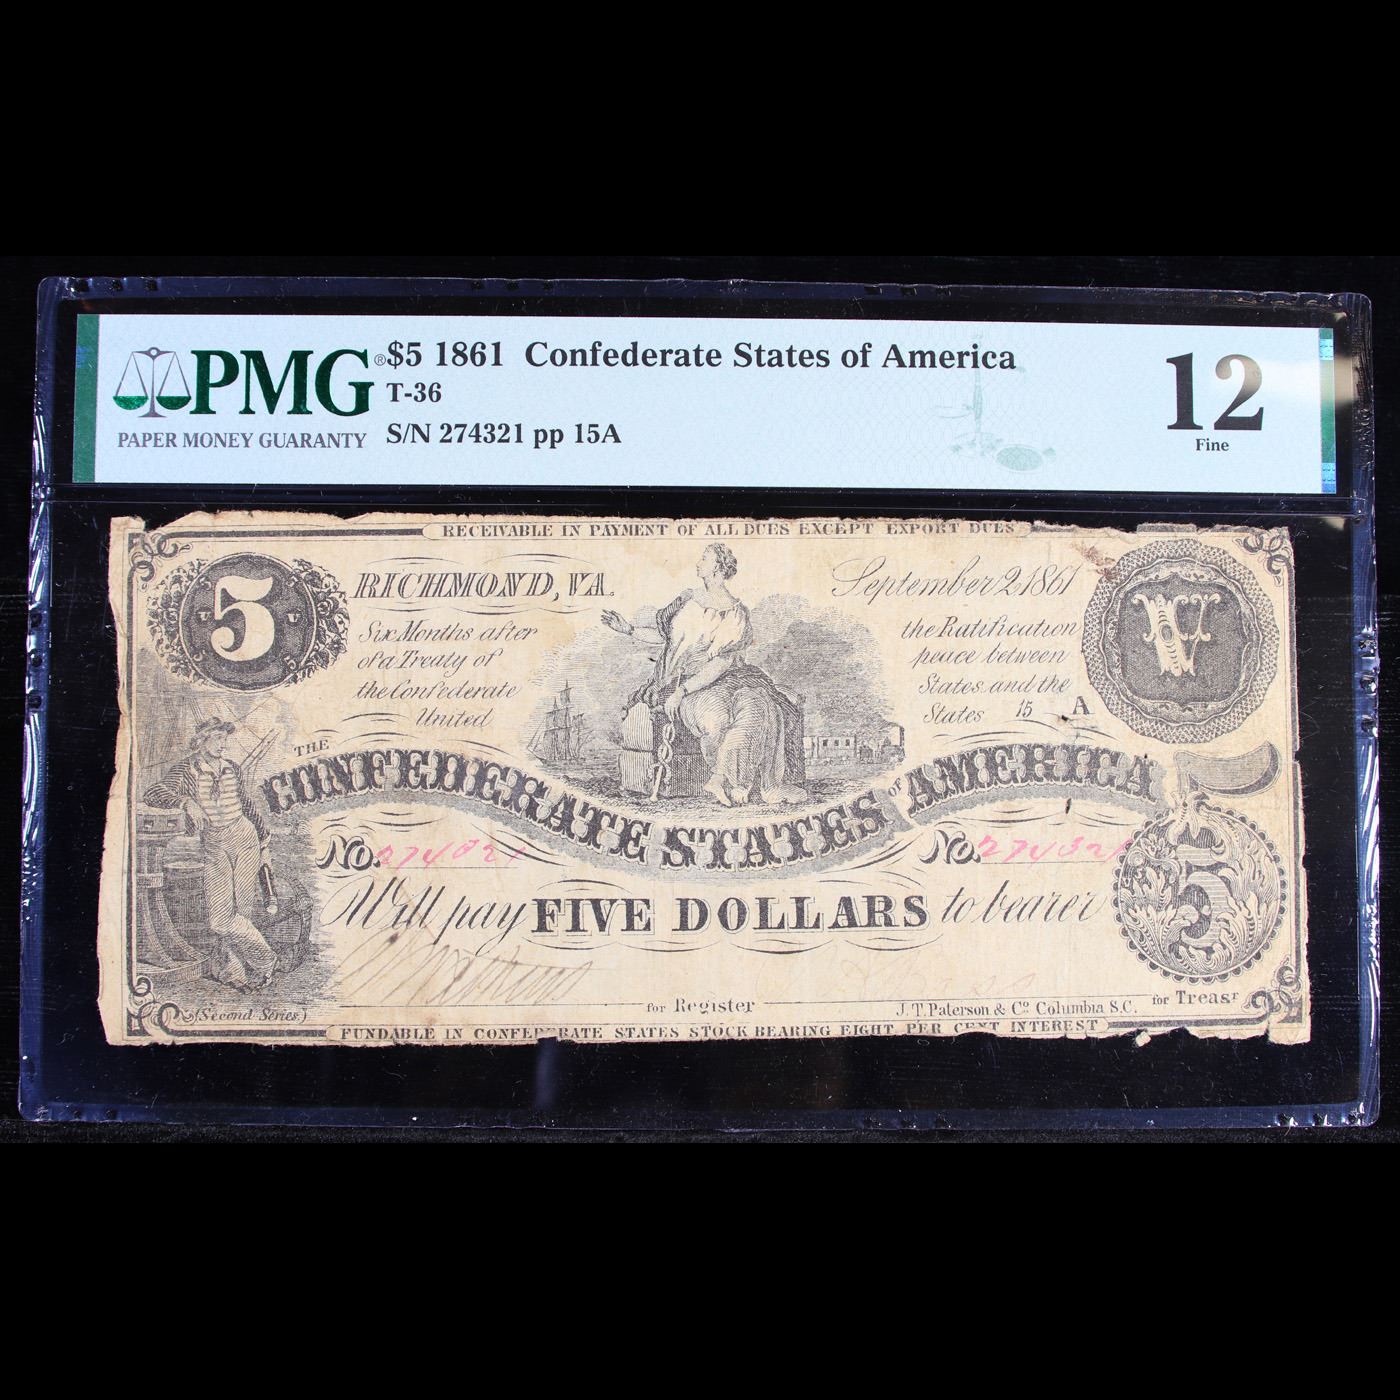 PMG®
PAPER MONEY GUARANTY
$5 1861 Confederate States of America
T-36
S/N 274321 pp 15A
12
Fine
RECEIVABLE IN PAYMENT OF ALL DUES EXCEPT EXPORT DUES
5
RICHMOND, VA.
September 2, 1861
V
Six Months after the Ratification
of a Treaty of peace between
the Confederate States and the
United States 15 A
THE CONFEDERATE STATES OF AMERICA
No. 274321 No. 274321
Will pay FIVE DOLLARS to bearer
5
for Register
J. T. Paterson & Co. Columbia S.C.
for Treasr
(Second Series.)
FUNDABLE IN CONFEDERATE STATES STOCK BEARING EIGHT PER CENT INTEREST